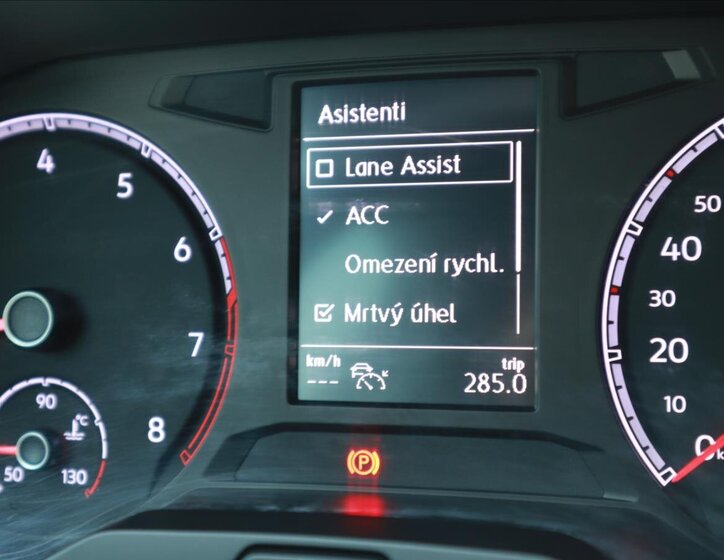 Asistenti
Lane Assist
ACC
Omezení rychl.
Mrtvý úhel
km/h
---
trip
285.0
4
5
6
7
8
90
°C
50
130
P
50
40
30
20
10
0